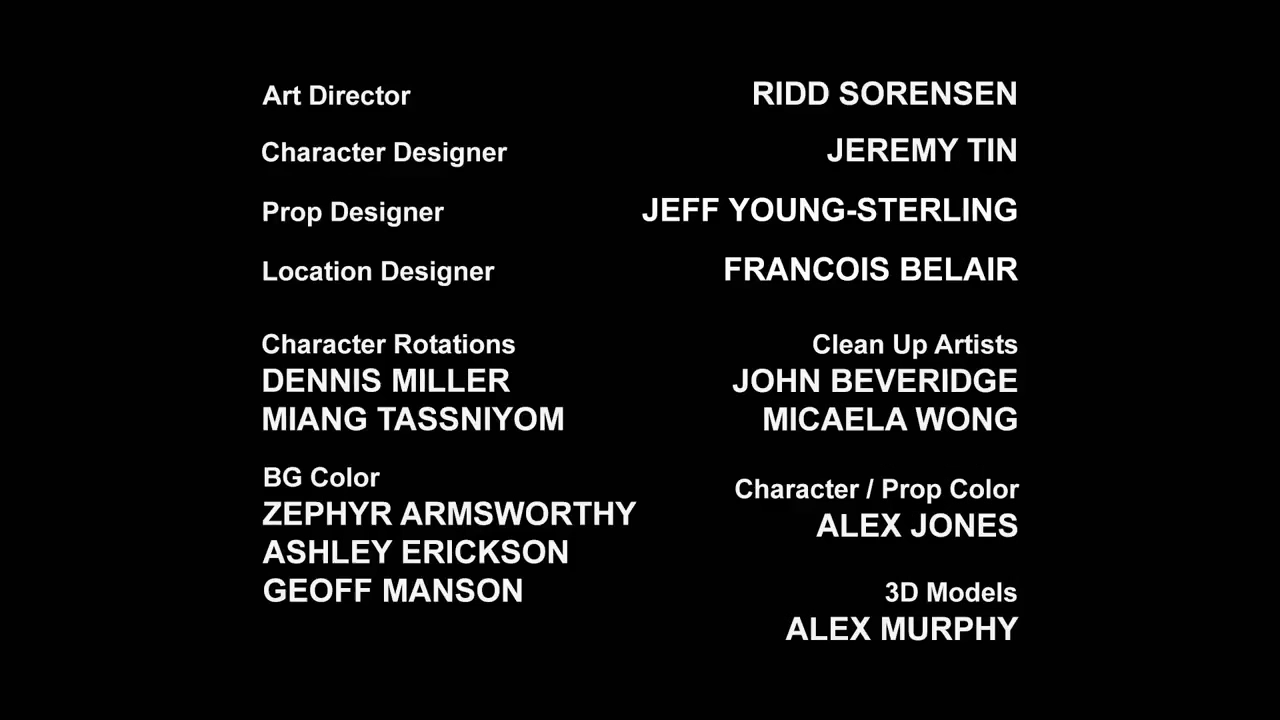 Art Director RIDD SORENSEN
Character Designer JEREMY TIN
Prop Designer JEFF YOUNG-STERLING
Location Designer FRANCOIS BELAIR
Character Rotations
DENNIS MILLER
MIANG TASSNIYOM
Clean Up Artists
JOHN BEVERIDGE
MICAELA WONG
BG Color
ZEPHYR ARMSWORTHY
ASHLEY ERICKSON
GEOFF MANSON
Character / Prop Color
ALEX JONES
3D Models
ALEX MURPHY